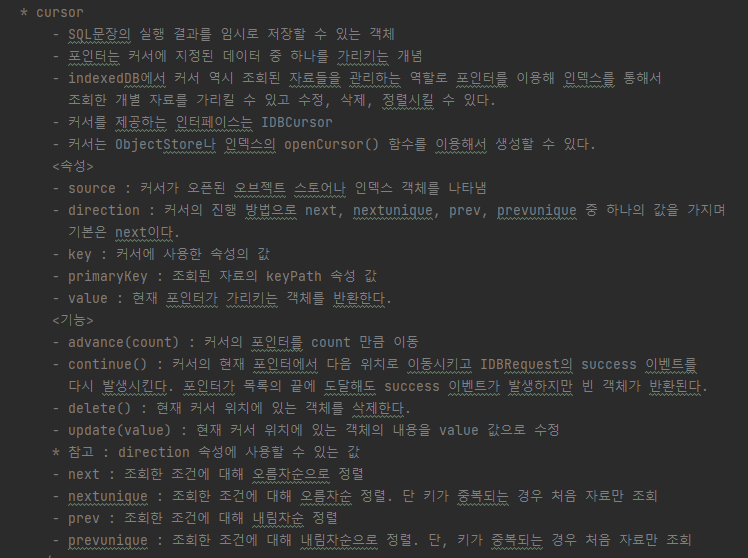 * cursor
- SQL문장의 실행 결과를 임시로 저장할 수 있는 객체
- 포인터는 커서에 지정된 데이터 중 하나를 가리키는 개념
- indexedDB에서 커서 역시 조회된 자료들을 관리하는 역할로 포인터를 이용해 인덱스를 통해서
조회한 개별 자료를 가리킬 수 있고 수정, 삭제, 정렬시킬 수 있다.
- 커서를 제공하는 인터페이스는 IDBCursor
- 커서는 ObjectStore나 인덱스의 openCursor() 함수를 이용해서 생성할 수 있다.
<속성>
- source : 커서가 오픈된 오브젝트 스토어나 인덱스 객체를 나타냄
- direction : 커서의 진행 방법으로 next, nextunique, prev, prevunique 중 하나의 값을 가지며
기본은 next이다.
- key : 커서에 사용한 속성의 값
- primaryKey : 조회된 자료의 keyPath 속성 값
- value : 현재 포인터가 가리키는 객체를 반환한다.
<기능>
- advance(count) : 커서의 포인터를 count 만큼 이동
- continue() : 커서의 현재 포인터에서 다음 위치로 이동시키고 IDBRequest의 success 이벤트를
다시 발생시킨다. 포인터가 목록의 끝에 도달해도 success 이벤트가 발생하지만 빈 객체가 반환된다.
- delete() : 현재 커서 위치에 있는 객체를 삭제한다.
- update(value) : 현재 커서 위치에 있는 객체의 내용을 value 값으로 수정
* 참고 : direction 속성에 사용할 수 있는 값
- next : 조회한 조건에 대해 오름차순으로 정렬
- nextunique : 조회한 조건에 대해 오름차순 정렬. 단 키가 중복되는 경우 처음 자료만 조회
- prev : 조회한 조건에 대해 내림차순 정렬
- prevunique : 조회한 조건에 대해 내림차순으로 정렬. 단, 키가 중복되는 경우 처음 자료만 조회